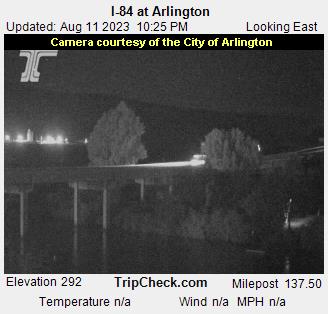 I-84 at Arlington
Updated: Aug 11 2023 10:25 PM Looking East
Camera courtesy of the City of Arlington
Elevation 292 TripCheck.com Milepost 137.50
Temperature n/a Wind n/a MPH n/a